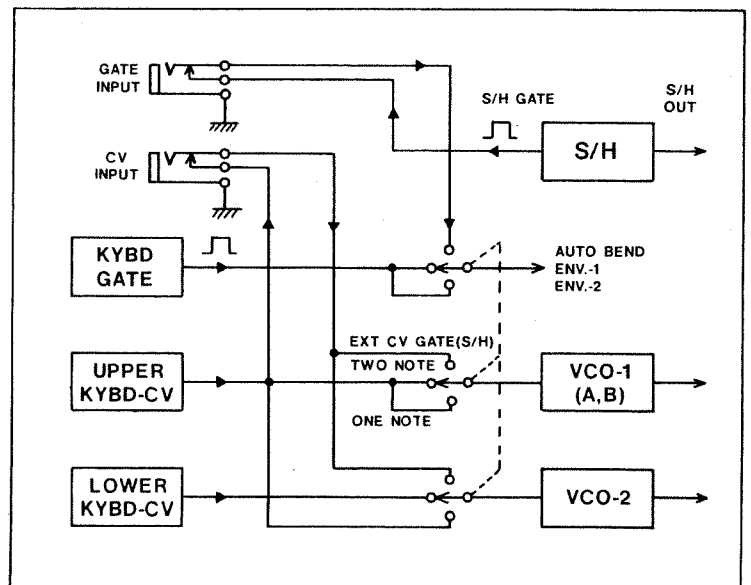 GATE
INPUT
S/H GATE
S/H
OUT
S/H
CV
INPUT
KYBD
GATE
AUTO BEND
ENV.-1
ENV.-2
EXT CV GATE(S/H)
TWO NOTE
UPPER
KYBD-CV
VCO-1
(A,B)
ONE NOTE
LOWER
KYBD-CV
VCO-2